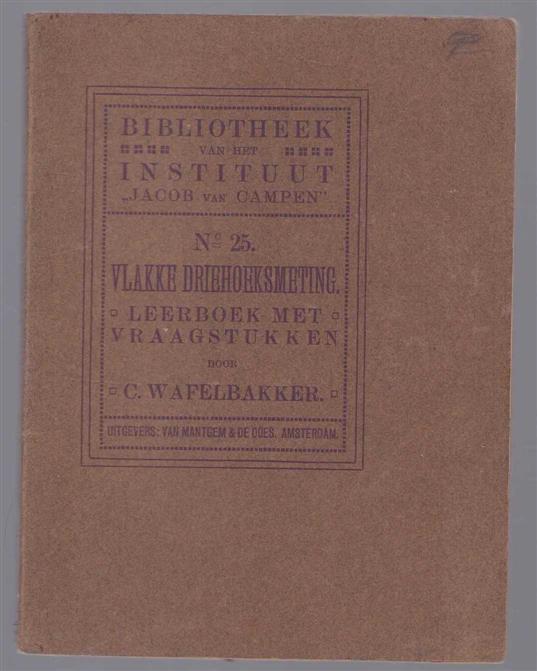 BIBLIOTHEEK
VAN HET
INSTITUUT
„JACOB VAN CAMPEN”
No 25.
VLAKKE DRIEHOEKSMETING.
LEERBOEK MET
VRAAGSTUKKEN
DOOR
C. WAFELBAKKER.
UITGEVERS: VAN MANTGEM & DE DOES. AMSTERDAM.